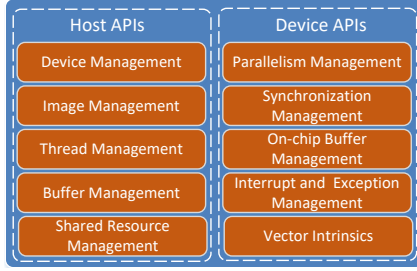 Host APIs
Device Management
Image Management
Thread Management
Buffer Management
Shared Resource
Management
Device APIs
Parallelism Management
Synchronization
Management
On-chip Buffer
Management
Interrupt and Exception
Management
Vector Intrinsics